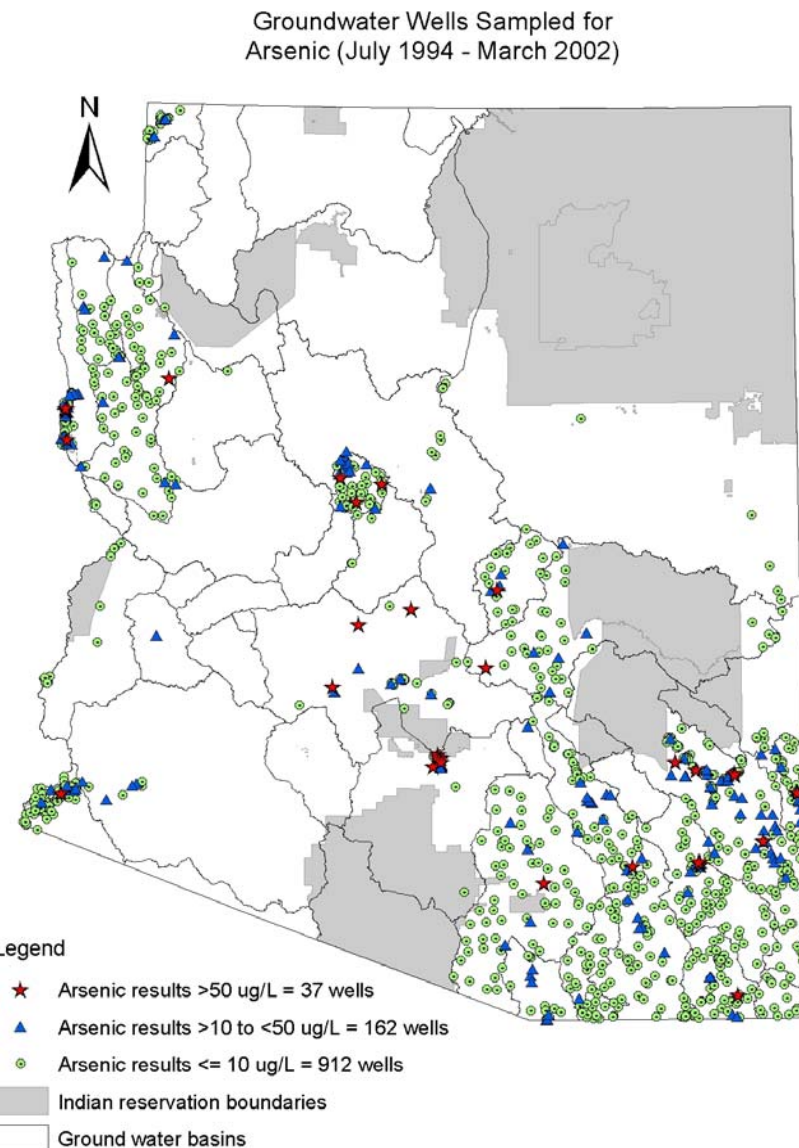 Groundwater Wells Sampled for
Arsenic (July 1994 - March 2002)
N
Legend
Arsenic results >50 ug/L = 37 wells
Arsenic results >10 to <50 ug/L = 162 wells
Arsenic results <= 10 ug/L = 912 wells
Indian reservation boundaries
Ground water basins